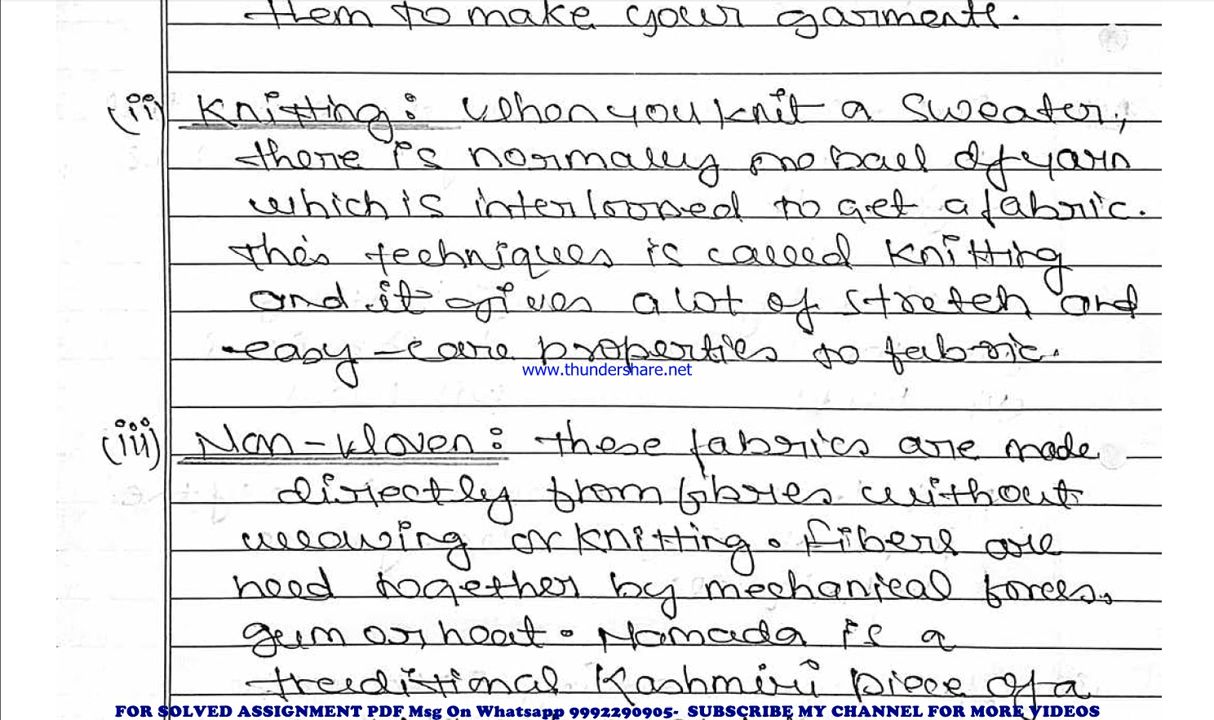 them to make your garments.
(ii) Knitting: When you knit a sweater,
there is normally one ball of yarn
which is interlooped to get a fabric.
this techniques is called knitting
and it gives a lot of stretch and
easy-care properties to fabric.
www.thundershare.net
(iii) Non-Woven: these fabrics are made
directly from fibres without
weaving or knitting. Fibers are
held together by mechanical forces,
gum or heat. Namada is a
traditional Kashmiri piece of a
FOR SOLVED ASSIGNMENT PDF Msg On Whatsapp 9992290905- SUBSCRIBE MY CHANNEL FOR MORE VIDEOS